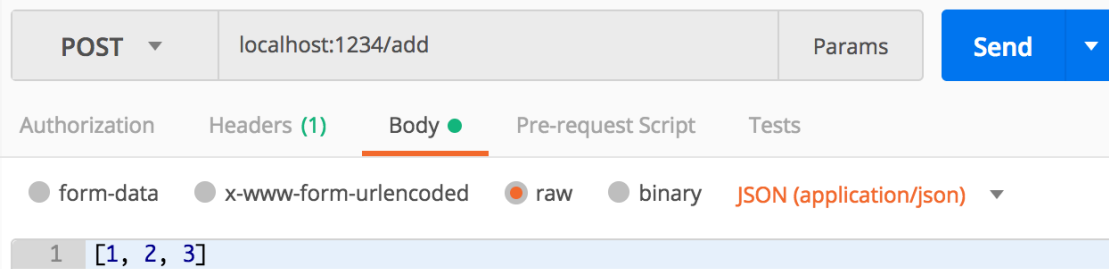 POST localhost:1234/add Params Send
Authorization Headers (1) Body Pre-request Script Tests
form-data x-www-form-urlencoded raw binary JSON (application/json)
1 [1, 2, 3]